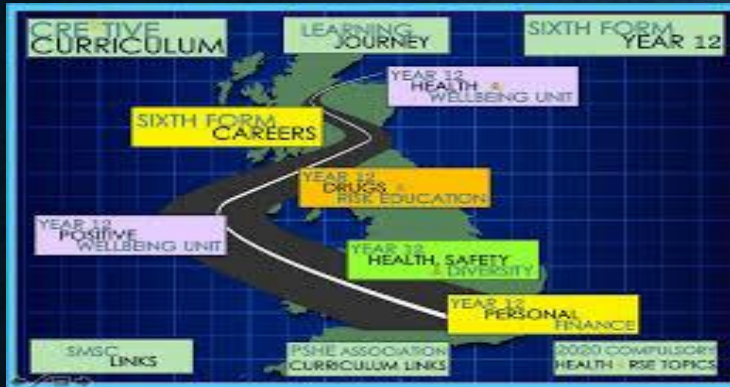 CREATIVE
CURRICULUM
LEARNING
JOURNEY
SIXTH FORM
YEAR 12
YEAR 12
HEALTH &
WELLBEING UNIT
SIXTH FORM
CAREERS
YEAR 12
DRUGS &
RISK EDUCATION
YEAR 12
POSITIVE
WELLBEING UNIT
YEAR 12
HEALTH, SAFETY
& DIVERSITY
YEAR 12
PERSONAL
FINANCE
SMSC
LINKS
PSHE ASSOCIATION
CURRICULUM LINKS
2020 COMPULSORY
HEALTH & RSE TOPICS